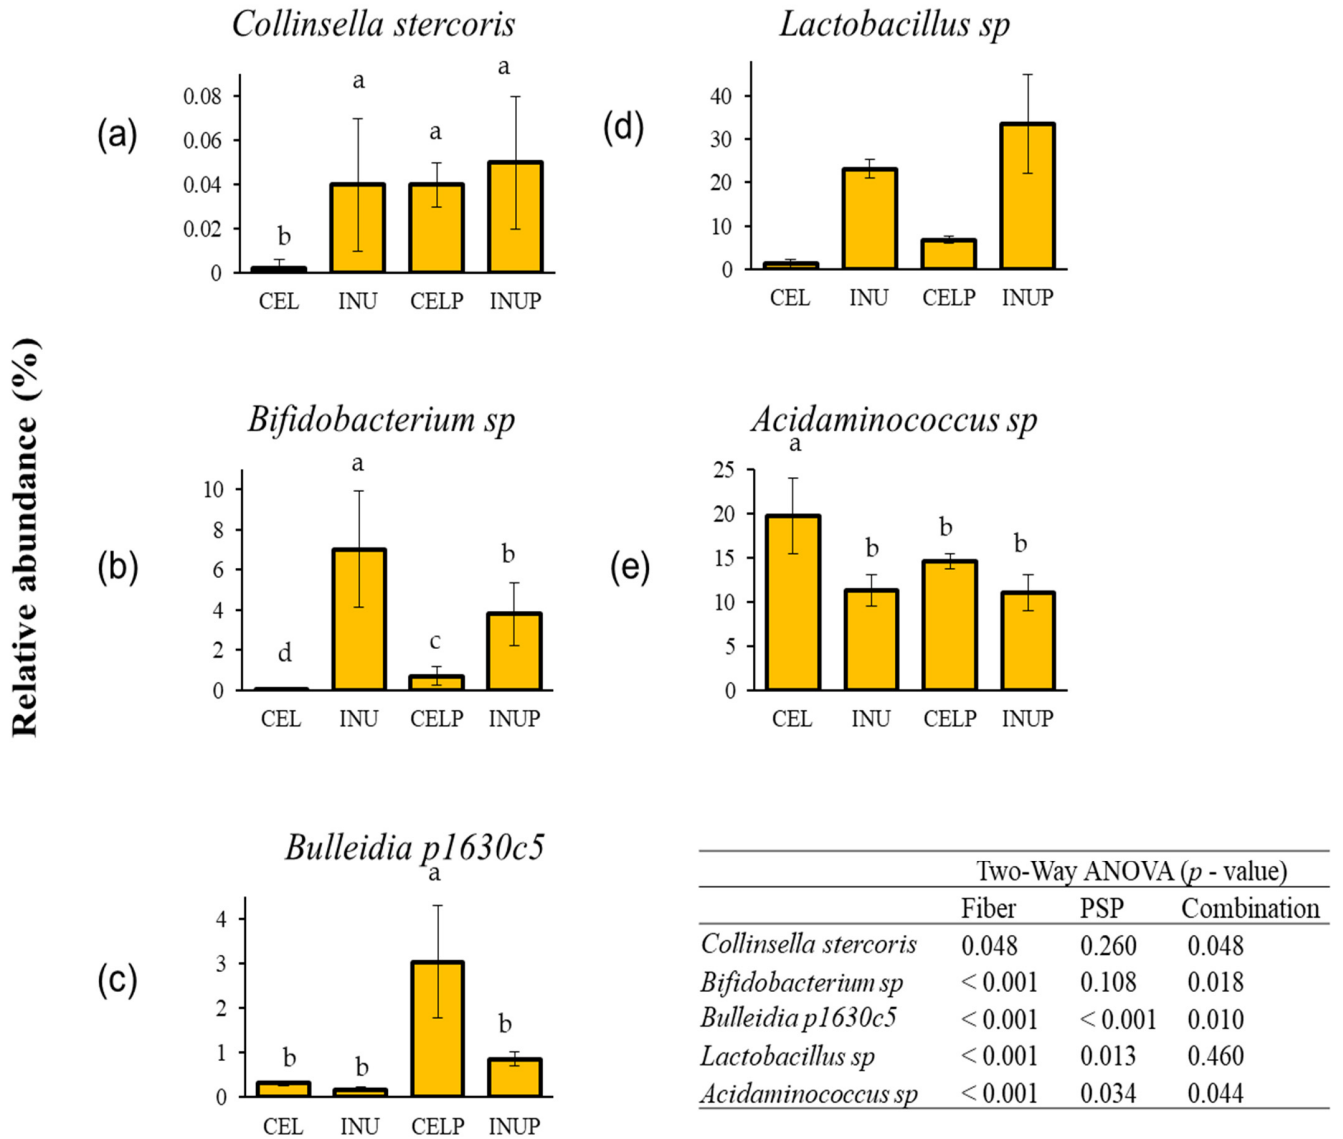 Relative abundance (%)
Collinsella stercoris
(a)
0.08
0.06
0.04
0.02
0
b
a
a
a
CEL INU CELP INUP
Lactobacillus sp
(d)
40
30
20
10
0
CEL INU CELP INUP
Bifidobacterium sp
(b)
10
8
6
4
2
0
d
a
c
b
CEL INU CELP INUP
Acidaminococcus sp
(e)
25
20
15
10
5
0
a
b
b
b
CEL INU CELP INUP
Bulleidia p1630c5
(c)
4
3
2
1
0
b
b
a
b
CEL INU CELP INUP
Two-Way ANOVA (p - value)
Fiber PSP Combination
Collinsella stercoris 0.048 0.260 0.048
Bifidobacterium sp < 0.001 0.108 0.018
Bulleidia p1630c5 < 0.001 < 0.001 0.010
Lactobacillus sp < 0.001 0.013 0.460
Acidaminococcus sp < 0.001 0.034 0.044